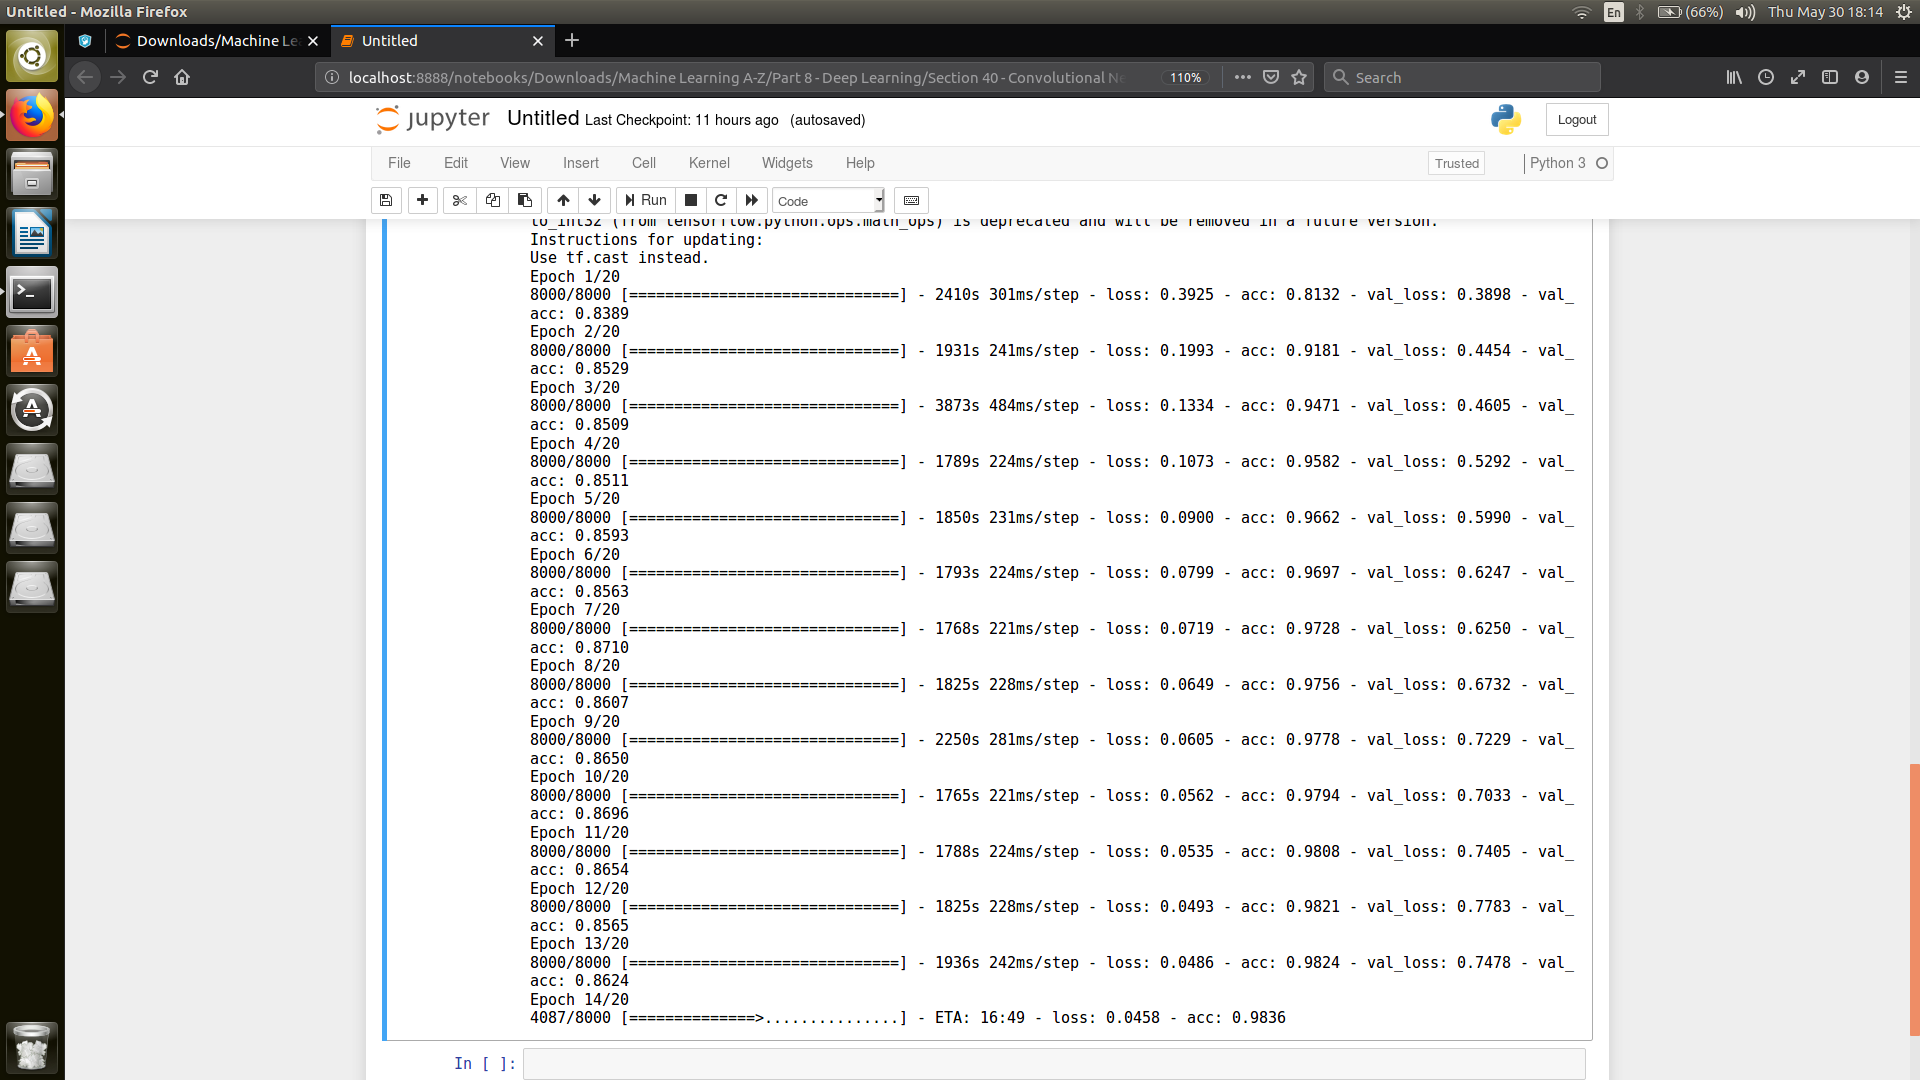 Untitled - Mozilla Firefox
En
(66%)
Thu May 30 18:14
Downloads/Machine Le
Untitled
localhost:8888/notebooks/Downloads/Machine Learning A-Z/Part 8 - Deep Learning/Section 40 - Convolutional Ne
110%
Search
jupyter
Untitled Last Checkpoint: 11 hours ago (autosaved)
Logout
File Edit View Insert Cell Kernel Widgets Help
Trusted
Python 3
Run
Code
to_int32 (from tensorflow.python.ops.math_ops) is deprecated and will be removed in a future version.
Instructions for updating:
Use tf.cast instead.
Epoch 1/20
8000/8000 [==============================] - 2410s 301ms/step - loss: 0.3925 - acc: 0.8132 - val_loss: 0.3898 - val_
acc: 0.8389
Epoch 2/20
8000/8000 [==============================] - 1931s 241ms/step - loss: 0.1993 - acc: 0.9181 - val_loss: 0.4454 - val_
acc: 0.8529
Epoch 3/20
8000/8000 [==============================] - 3873s 484ms/step - loss: 0.1334 - acc: 0.9471 - val_loss: 0.4605 - val_
acc: 0.8509
Epoch 4/20
8000/8000 [==============================] - 1789s 224ms/step - loss: 0.1073 - acc: 0.9582 - val_loss: 0.5292 - val_
acc: 0.8511
Epoch 5/20
8000/8000 [==============================] - 1850s 231ms/step - loss: 0.0900 - acc: 0.9662 - val_loss: 0.5990 - val_
acc: 0.8593
Epoch 6/20
8000/8000 [==============================] - 1793s 224ms/step - loss: 0.0799 - acc: 0.9697 - val_loss: 0.6247 - val_
acc: 0.8563
Epoch 7/20
8000/8000 [==============================] - 1768s 221ms/step - loss: 0.0719 - acc: 0.9728 - val_loss: 0.6250 - val_
acc: 0.8710
Epoch 8/20
8000/8000 [==============================] - 1825s 228ms/step - loss: 0.0649 - acc: 0.9756 - val_loss: 0.6732 - val_
acc: 0.8607
Epoch 9/20
8000/8000 [==============================] - 2250s 281ms/step - loss: 0.0605 - acc: 0.9778 - val_loss: 0.7229 - val_
acc: 0.8650
Epoch 10/20
8000/8000 [==============================] - 1765s 221ms/step - loss: 0.0562 - acc: 0.9794 - val_loss: 0.7033 - val_
acc: 0.8696
Epoch 11/20
8000/8000 [==============================] - 1788s 224ms/step - loss: 0.0535 - acc: 0.9808 - val_loss: 0.7405 - val_
acc: 0.8654
Epoch 12/20
8000/8000 [==============================] - 1825s 228ms/step - loss: 0.0493 - acc: 0.9821 - val_loss: 0.7783 - val_
acc: 0.8565
Epoch 13/20
8000/8000 [==============================] - 1936s 242ms/step - loss: 0.0486 - acc: 0.9824 - val_loss: 0.7478 - val_
acc: 0.8624
Epoch 14/20
4087/8000 [==============>...............] - ETA: 16:49 - loss: 0.0458 - acc: 0.9836
In [ ]: